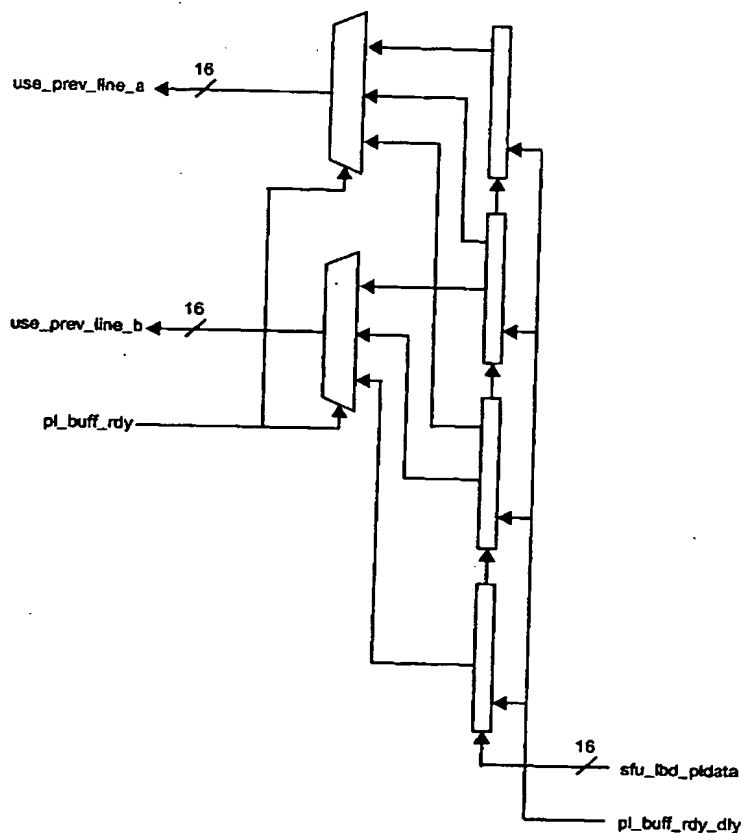 16
use_prev_line_a
16
use_prev_line_b
pl_buff_rdy
16
sfu_lbd_pldata
pl_buff_rdy_dly